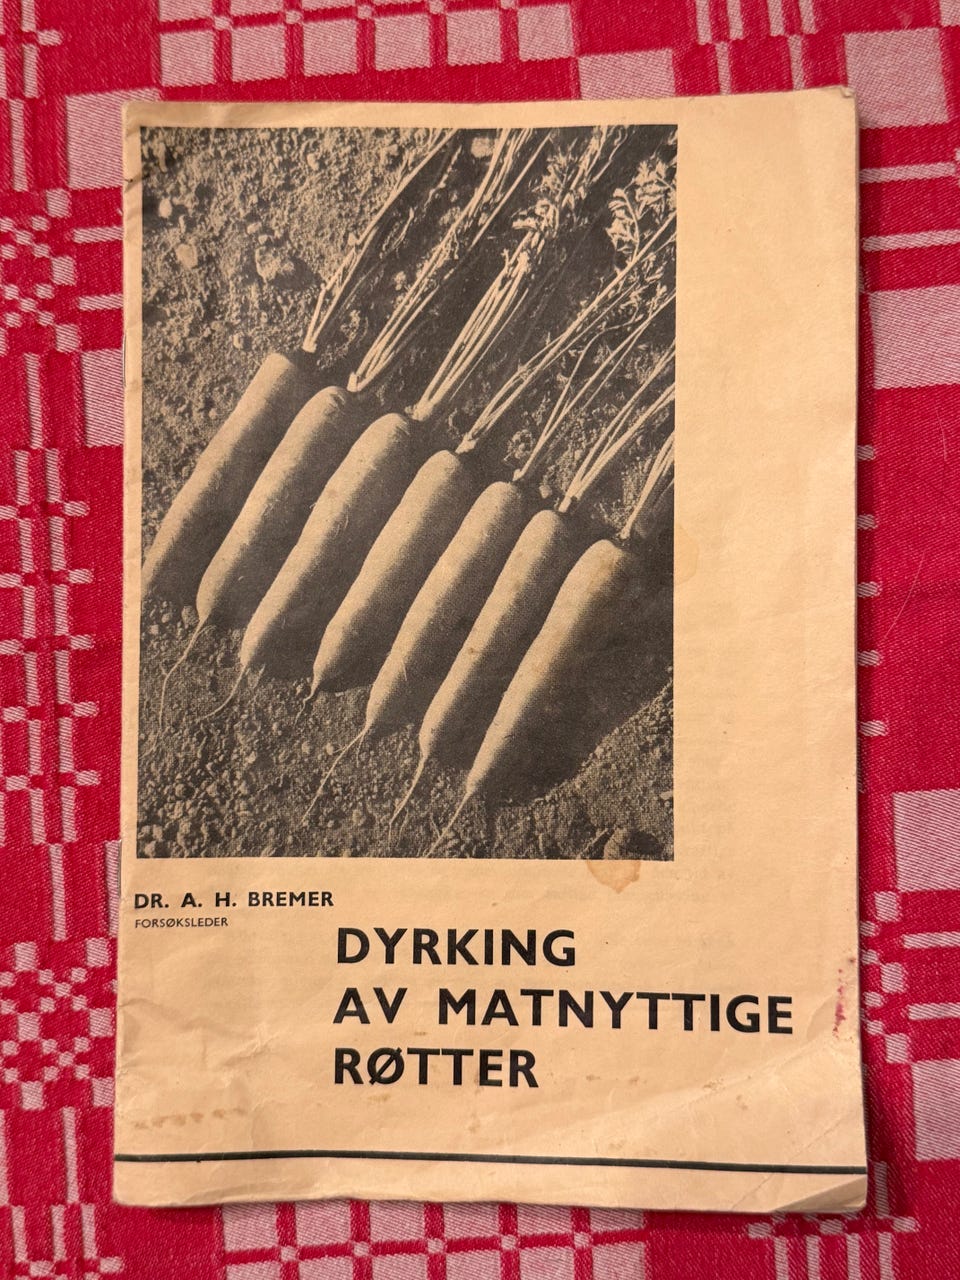 DR. A. H. BREMER
FORSØKSLEDER
DYRKING
AV MATNYTTIGE
RØTTER